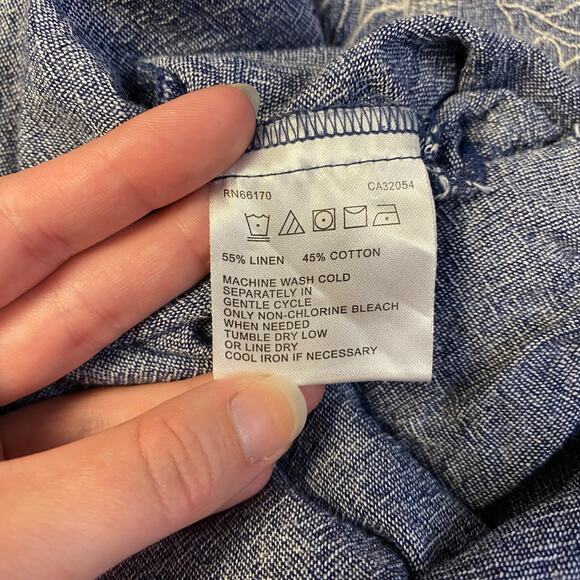 RN66170 CA32054
55% LINEN 45% COTTON
MACHINE WASH COLD
SEPARATELY IN
GENTLE CYCLE
ONLY NON-CHLORINE BLEACH
WHEN NEEDED
TUMBLE DRY LOW
OR LINE DRY
COOL IRON IF NECESSARY